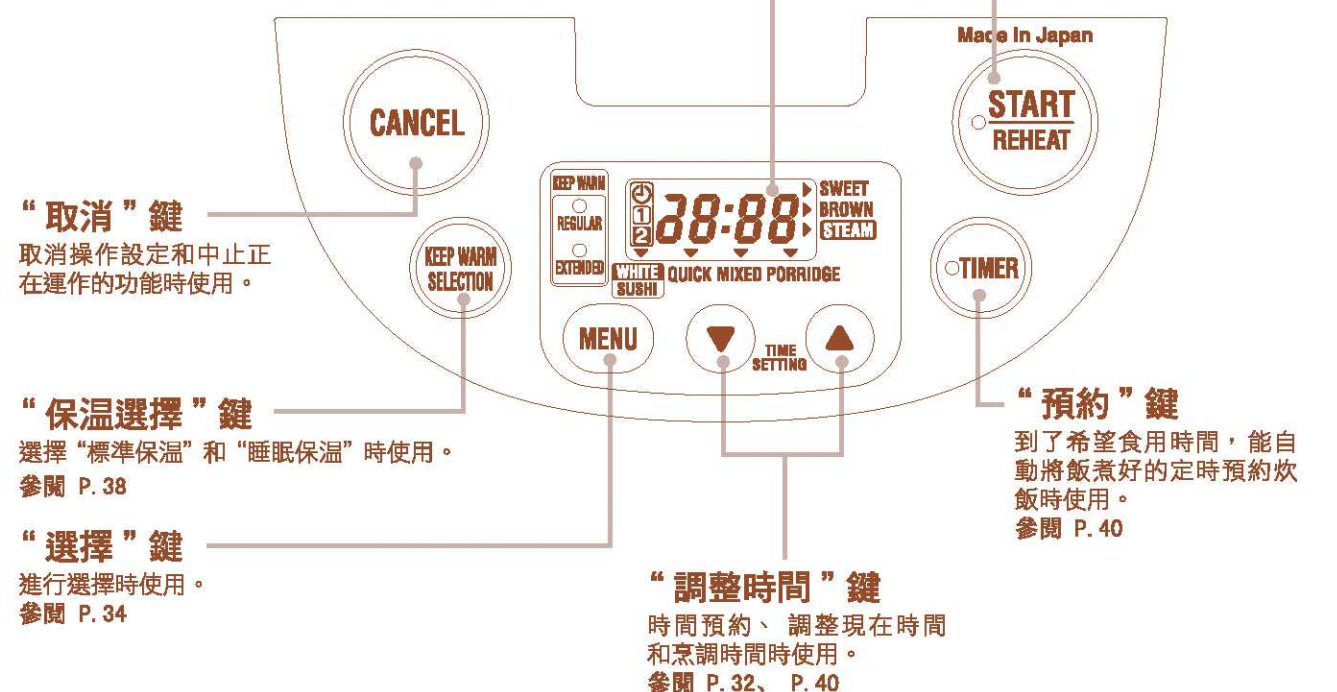 Made in Japan
CANCEL
START
REHEAT
KEEP WARM
REGULAR
EXTENDED
1
2
88:88
SWEET
BROWN
STEAM
WHITE QUICK MIXED PORRIDGE
SUSHI
KEEP WARM
SELECTION
TIMER
MENU
TIME
SETTING
“取消”鍵
取消操作設定和中止正
在運作的功能時使用。
“保温選擇”鍵
選擇“標準保温”和“睡眠保温”時使用。
參閱 P.38
“選擇”鍵
進行選擇時使用。
參閱 P.34
“調整時間”鍵
時間預約、調整現在時間
和烹調時間時使用。
參閱 P.32、 P.40
“預約”鍵
到了希望食用時間，能自
動將飯煮好的定時預約炊
飯時使用。
參閱 P.40